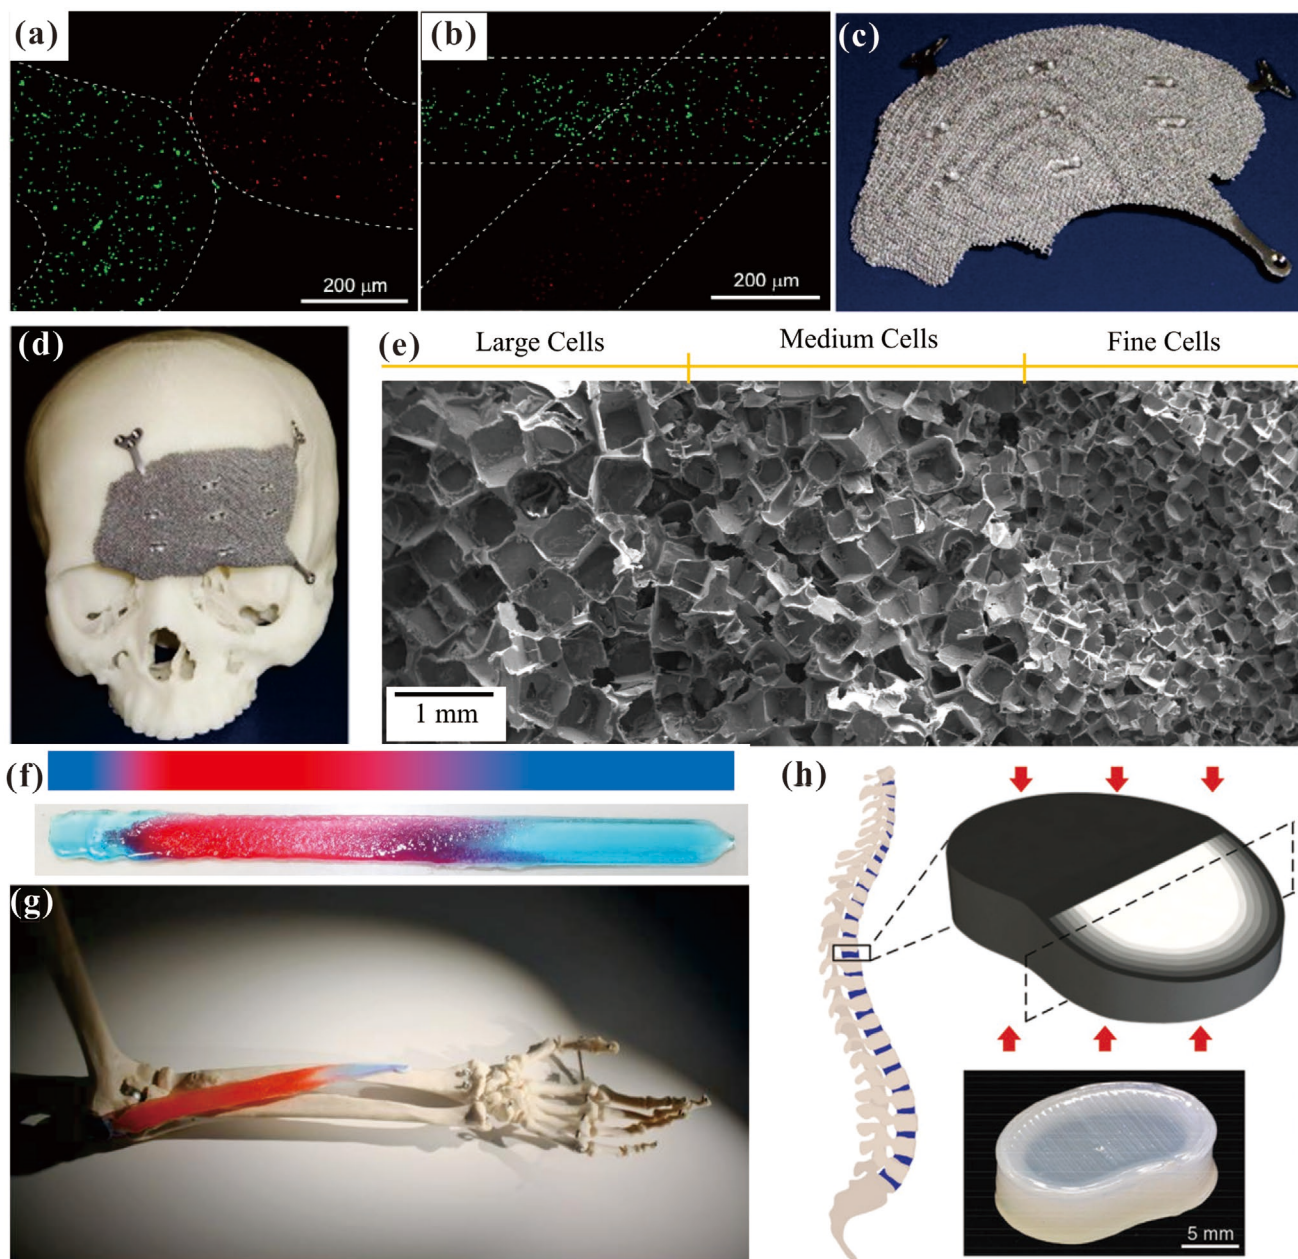 (a)
200 µm
(b)
200 µm
(c)
(d)
(e)
Large Cells
Medium Cells
Fine Cells
1 mm
(f)
(g)
(h)
5 mm